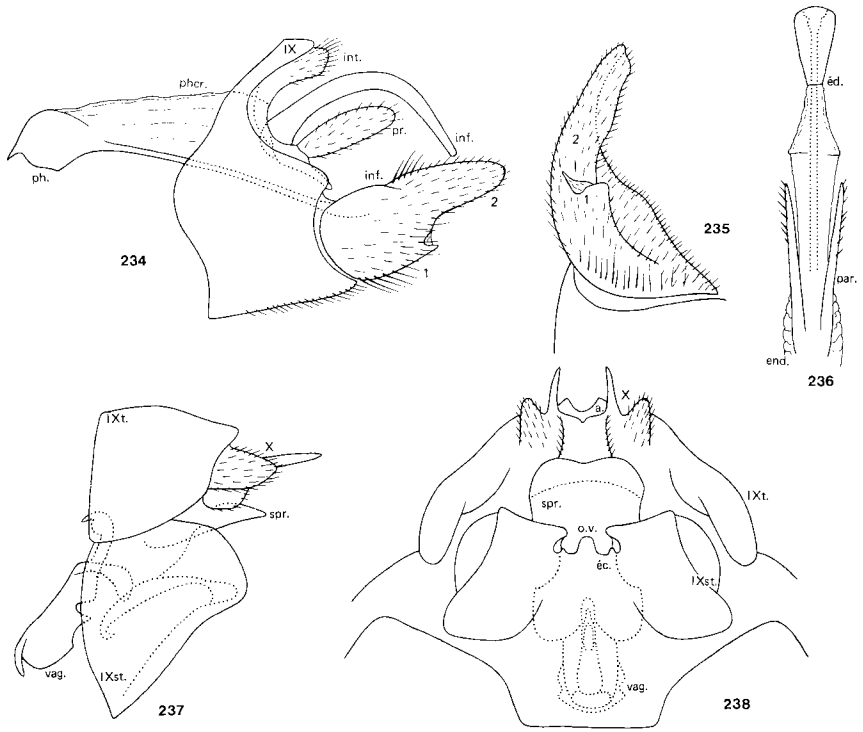 IX
int.
phcr.
pr.
inf.
ph.
inf.
2
1
234
2
1
235
éd.
par.
end.
236
IXt.
X
spr.
vag.
IXst.
237
X
a.
IXt.
spr.
o.v.
éc.
IXst.
vag.
238